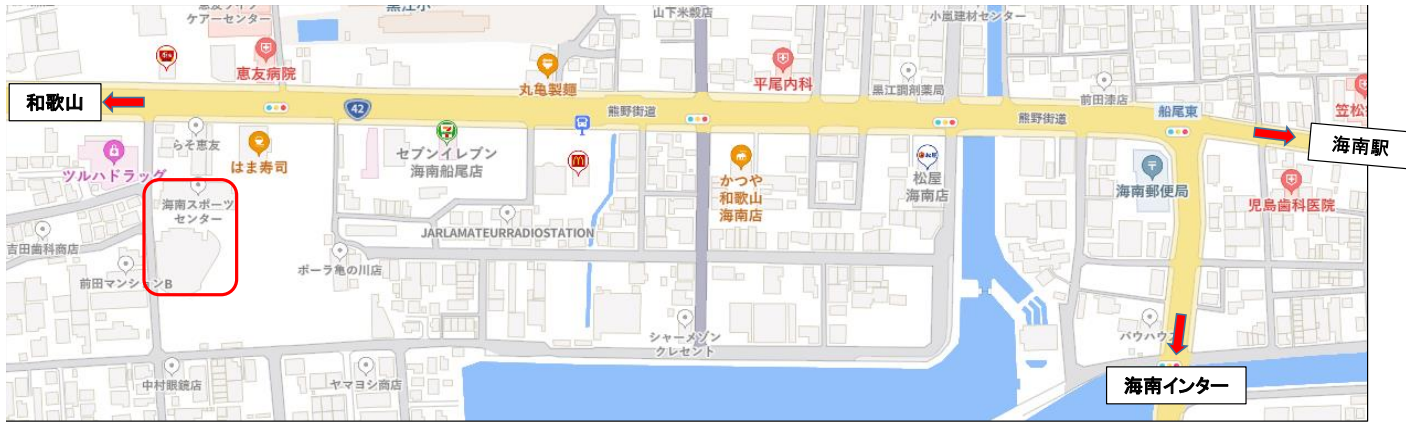 ケアーセンター
山下米穀店
小嵐建材センター
恵友病院
丸亀製麺
平尾内科
黒江調剤薬局
前田漆店
和歌山
42
熊野街道
熊野街道
船尾東
笠松
海南駅
らそ恵友
はま寿司
セブンイレブン
海南船尾店
かつや
和歌山
海南店
松屋
海南店
海南郵便局
ツルハドラッグ
海南スポーツ
センター
児島歯科医院
吉田歯科商店
JARLAMATEURRADIOSTATION
前田マンションB
ポーラ亀の川店
シャーメゾン
クレセント
バウハウス
中村眼鏡店
ヤマヨシ商店
海南インター